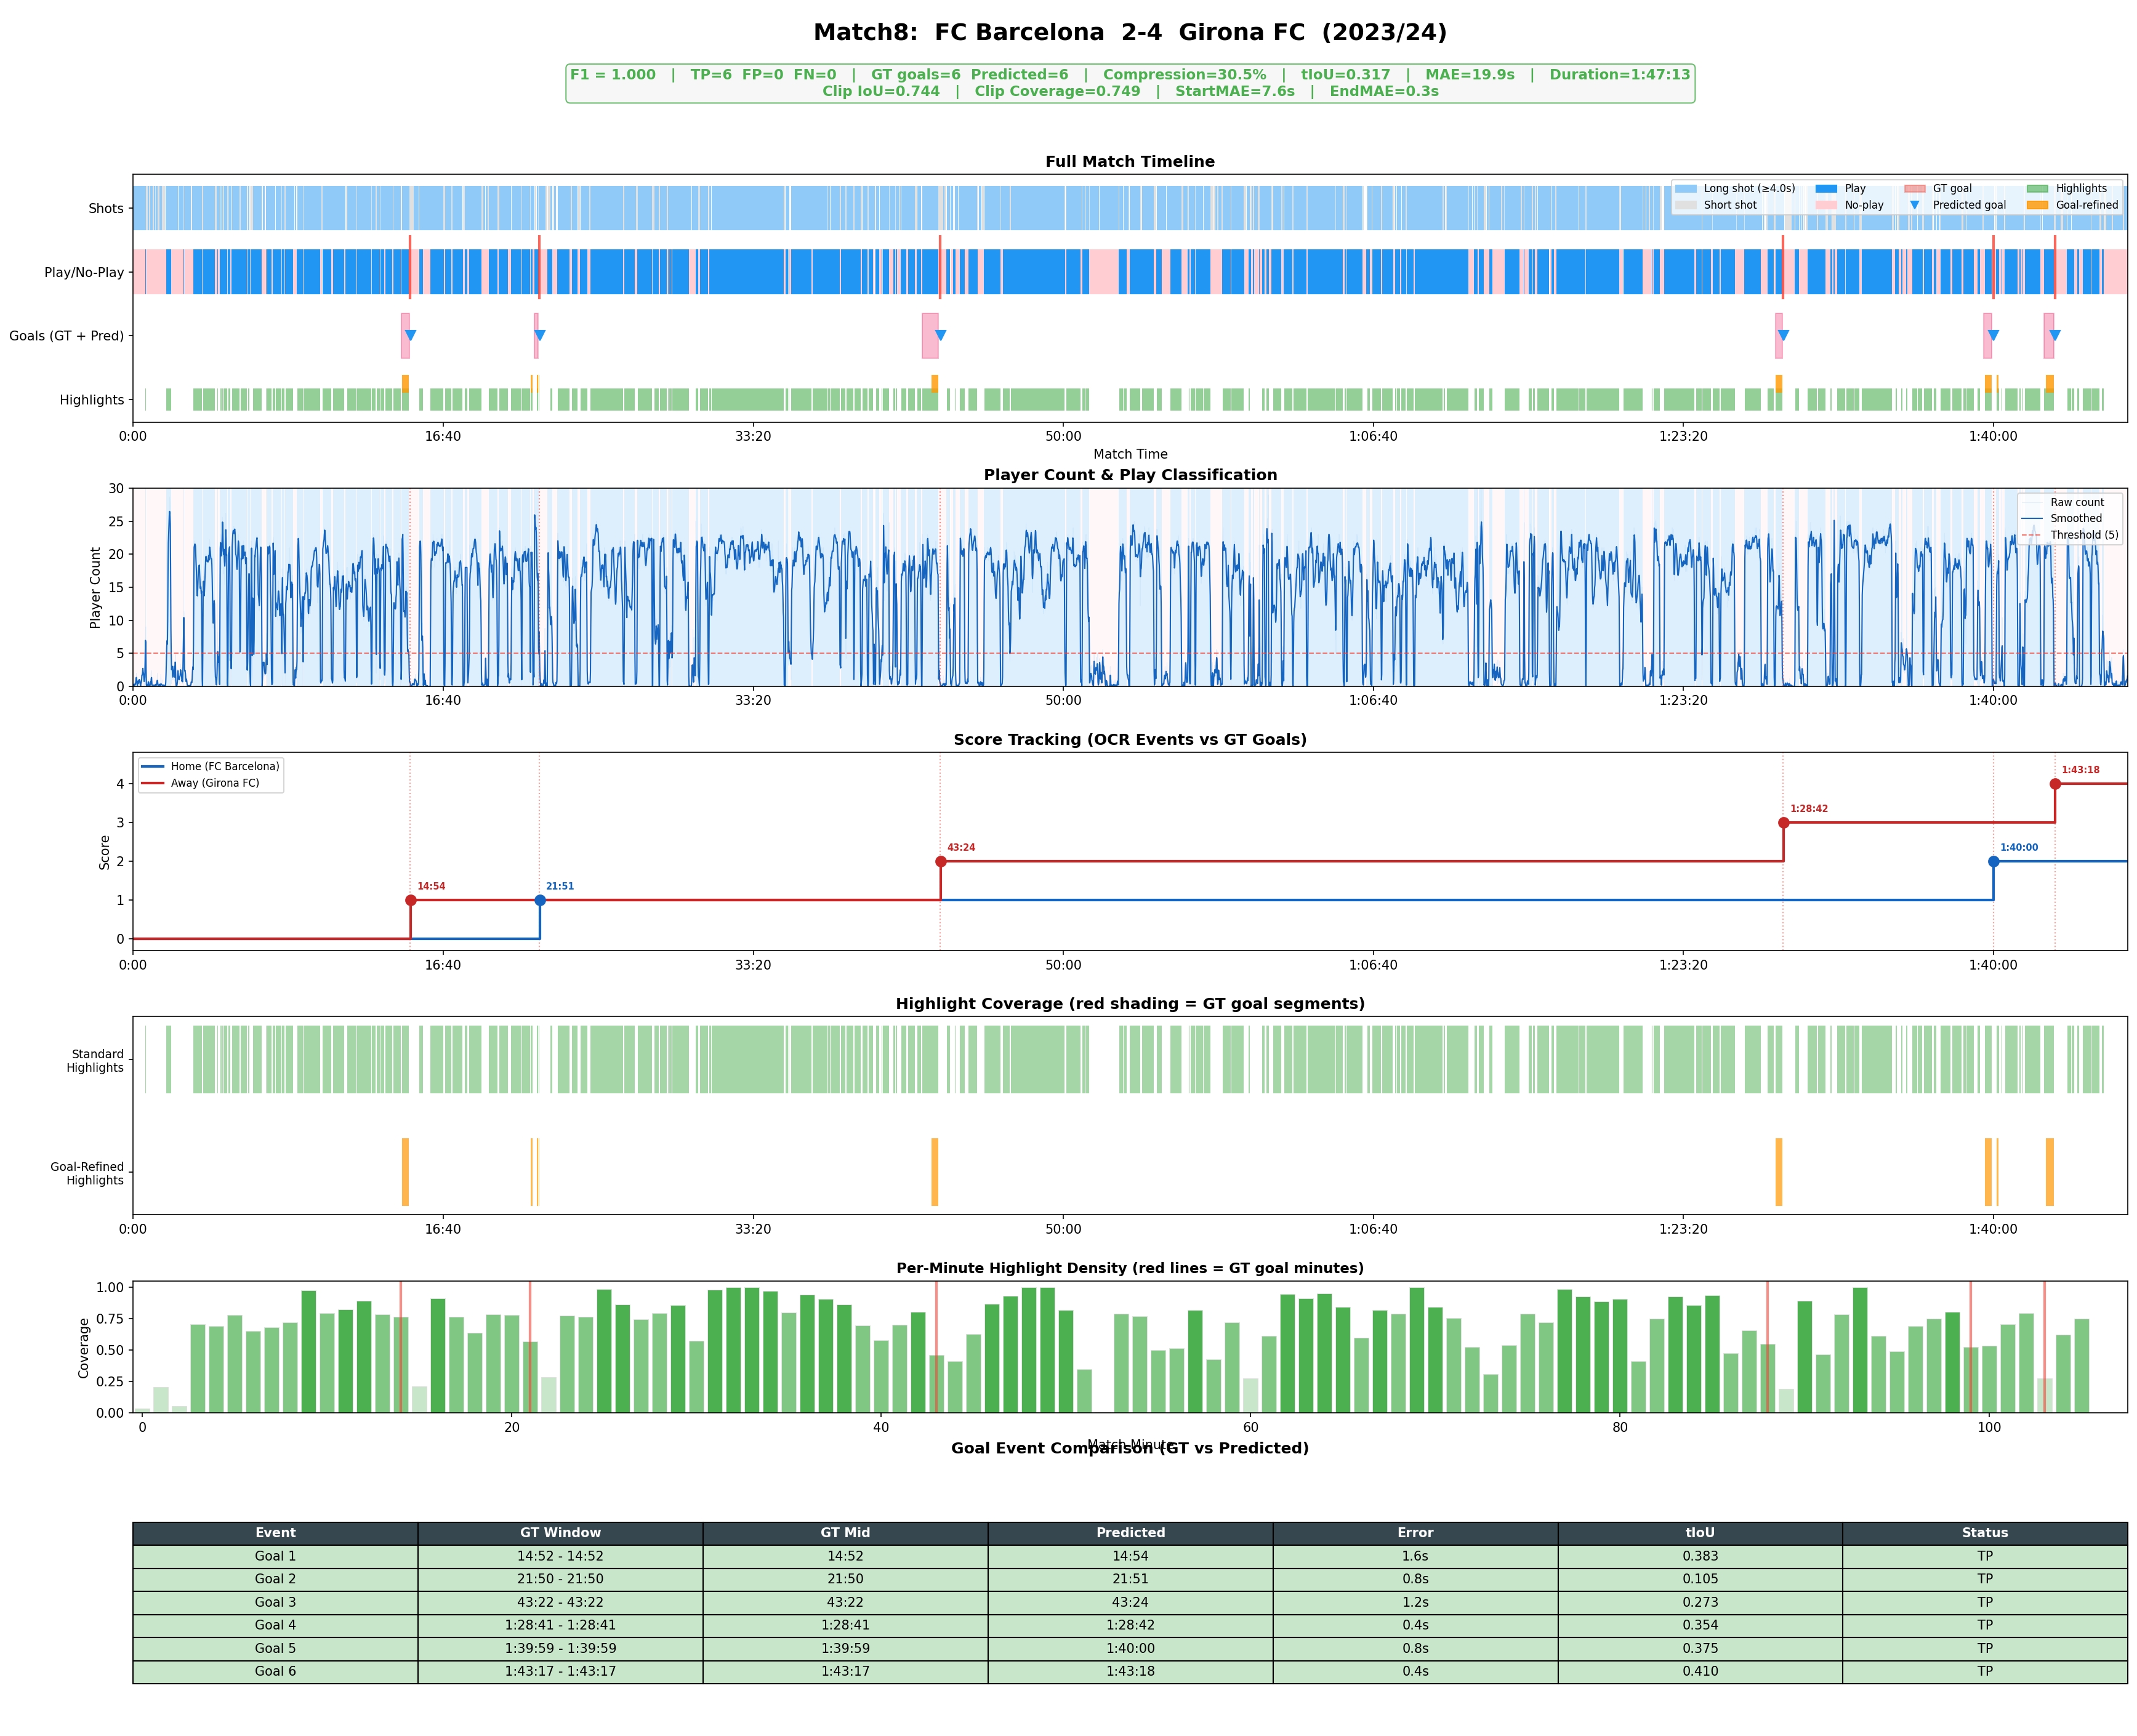 Match8:  FC Barcelona  2-4  Girona FC  (2023/24)
F1 = 1.000   |   TP=6  FP=0  FN=0   |   GT goals=6  Predicted=6   |   Compression=30.5%   |   tIoU=0.317   |   MAE=19.9s   |   Duration=1:47:13
Clip IoU=0.744   |   Clip Coverage=0.749   |   StartMAE=7.6s   |   EndMAE=0.3s
Full Match Timeline
Long shot (≥4.0s) Play GT goal Highlights
Short shot No-play Predicted goal Goal-refined
Shots
Play/No-Play
Goals (GT + Pred)
Highlights
0:00 16:40 33:20 50:00 1:06:40 1:23:20 1:40:00
Match Time
Player Count & Play Classification
Raw count
Smoothed
Threshold (5)
Player Count
30
25
20
15
10
5
0
0:00 16:40 33:20 50:00 1:06:40 1:23:20 1:40:00
Score Tracking (OCR Events vs GT Goals)
Home (FC Barcelona)
Away (Girona FC)
Score
4
3
2
1
0
14:54
21:51
43:24
1:28:42
1:40:00
1:43:18
0:00 16:40 33:20 50:00 1:06:40 1:23:20 1:40:00
Highlight Coverage (red shading = GT goal segments)
Standard
Highlights
Goal-Refined
Highlights
0:00 16:40 33:20 50:00 1:06:40 1:23:20 1:40:00
Per-Minute Highlight Density (red lines = GT goal minutes)
Coverage
1.00
0.75
0.50
0.25
0.00
0 20 40 60 80 100
Match Minute
Goal Event Comparison (GT vs Predicted)
Event GT Window GT Mid Predicted Error tIoU Status
Goal 1 14:52 - 14:52 14:52 14:54 1.6s 0.383 TP
Goal 2 21:50 - 21:50 21:50 21:51 0.8s 0.105 TP
Goal 3 43:22 - 43:22 43:22 43:24 1.2s 0.273 TP
Goal 4 1:28:41 - 1:28:41 1:28:41 1:28:42 0.4s 0.354 TP
Goal 5 1:39:59 - 1:39:59 1:39:59 1:40:00 0.8s 0.375 TP
Goal 6 1:43:17 - 1:43:17 1:43:17 1:43:18 0.4s 0.410 TP